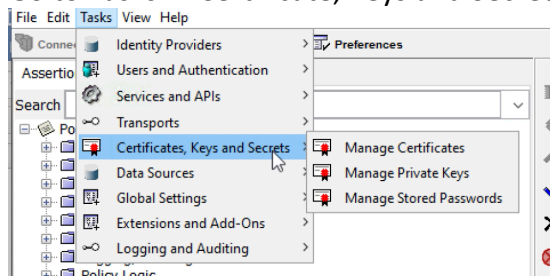 File Edit Tasks View Help
Preferences
Identity Providers
Users and Authentication
Services and APIs
Transports
Certificates, Keys and Secrets
Data Sources
Global Settings
Extensions and Add-Ons
Logging and Auditing
Manage Certificates
Manage Private Keys
Manage Stored Passwords
Search
Policy Logic